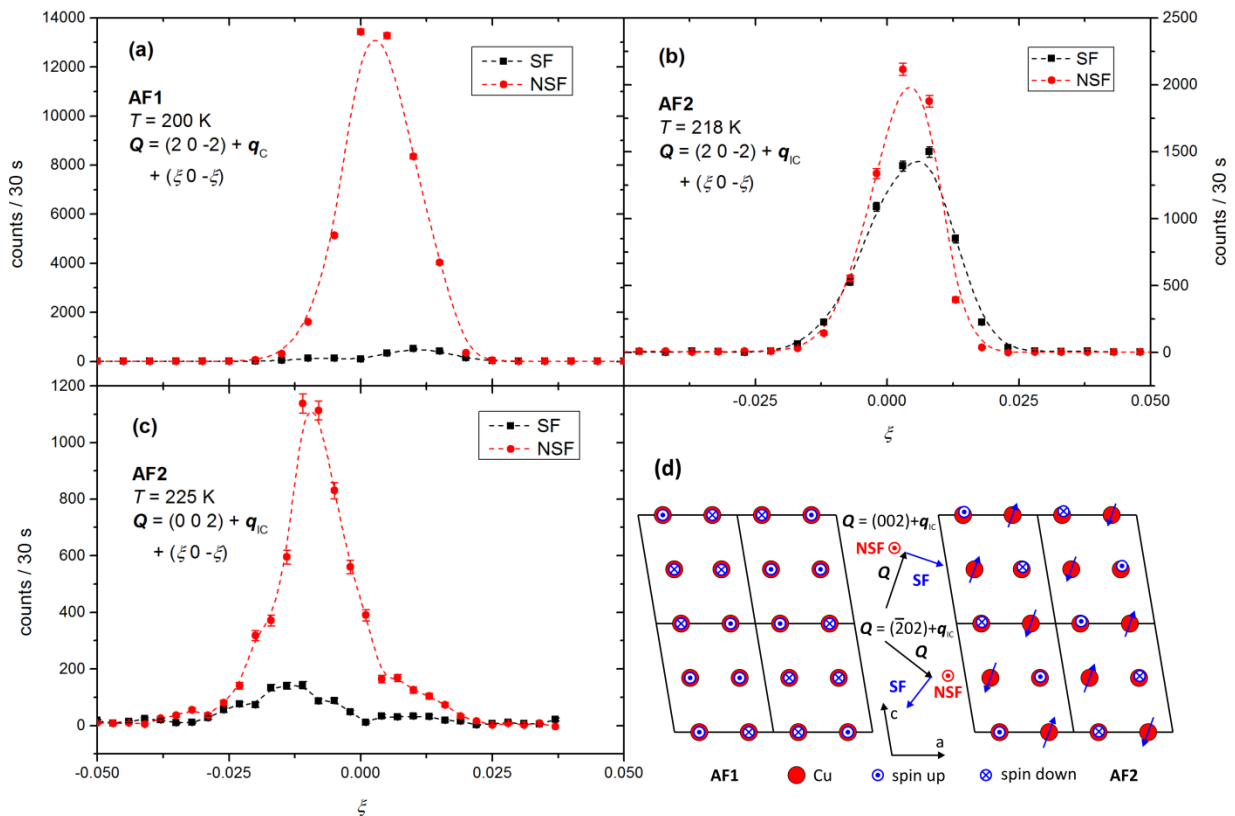 14000
12000
10000
8000
6000
4000
2000
0
counts / 30 s
(a)
AF1
T = 200 K
Q = (2 0 -2) + qC
+ (ξ 0 -ξ)
SF
NSF
(b)
AF2
T = 218 K
Q = (2 0 -2) + qIC
+ (ξ 0 -ξ)
SF
NSF
2500
2000
1500
1000
500
0
counts / 30 s
-0.025 0.000 0.025 0.050
ξ
1200
1000
800
600
400
200
0
counts / 30 s
(c)
AF2
T = 225 K
Q = (0 0 2) + qIC
+ (ξ 0 -ξ)
SF
NSF
-0.050 -0.025 0.000 0.025 0.050
ξ
(d)
Q = (002)+qIC
NSF
SF
Q
Q = (2̅02)+qIC
Q
SF
NSF
c
a
AF1
Cu
spin up
spin down
AF2